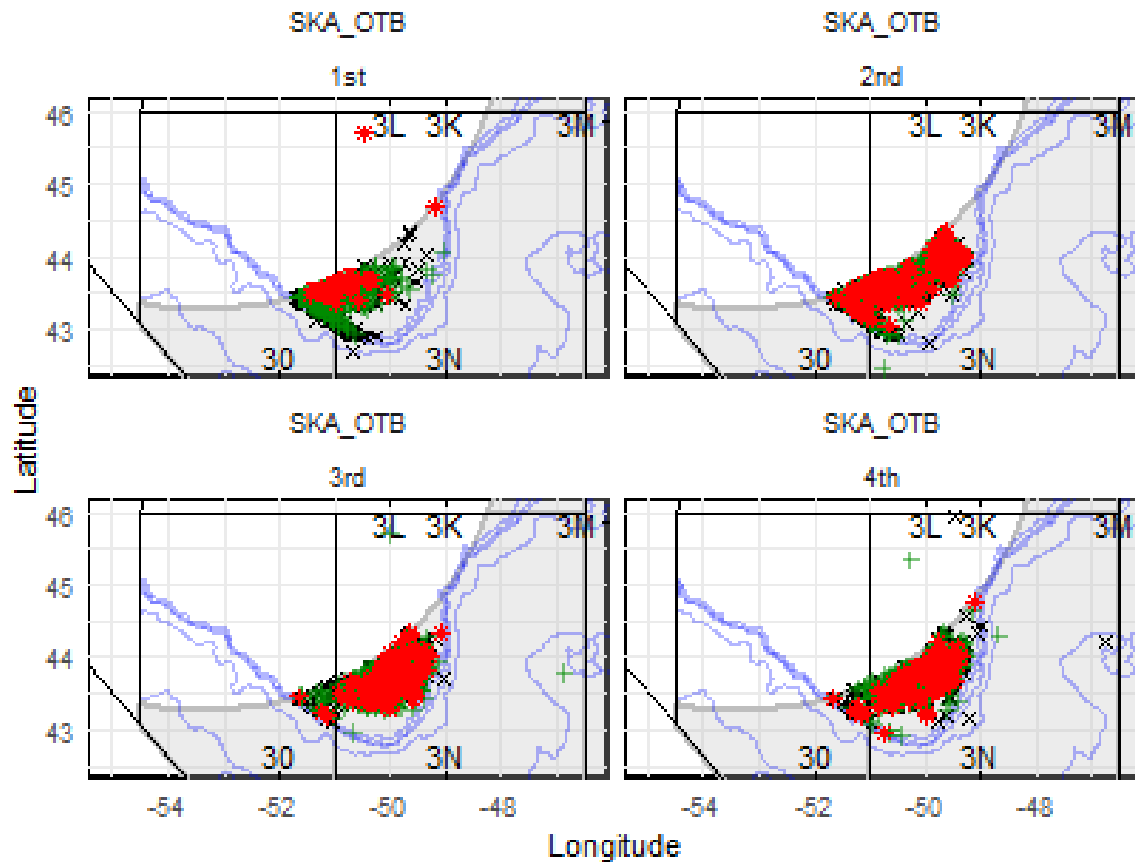 SKA_OTB SKA_OTB
1st 2nd
46 3L 3K 3M 3L 3K 3M
45
44
43
30 3N 30 3N
Latitude
SKA_OTB SKA_OTB
3rd 4th
46 3L 3K 3M 3L 3K 3M
45
44
43
30 3N 30 3N
-54 -52 -50 -48 -54 -52 -50 -48
Longitude